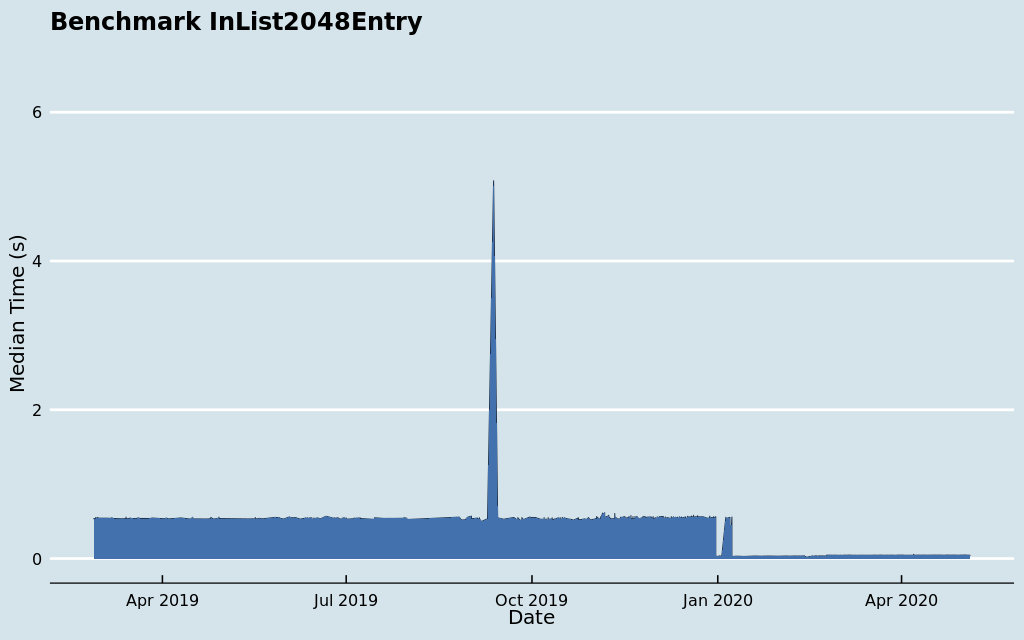 Benchmark InList2048Entry
6
4
2
0
Median Time (s)
Apr 2019 Jul 2019 Oct 2019 Jan 2020 Apr 2020
Date